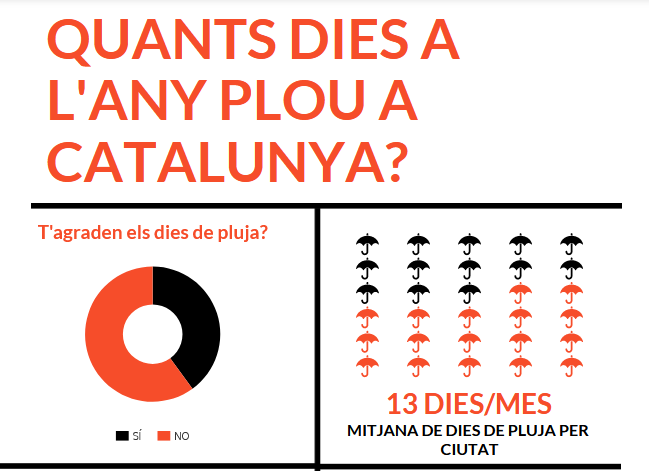 QUANTS DIES A
L'ANY PLOU A
CATALUNYA?
T'agraden els dies de pluja?
SÍ NO
13 DIES/MES
MITJANA DE DIES DE PLUJA PER
CIUTAT